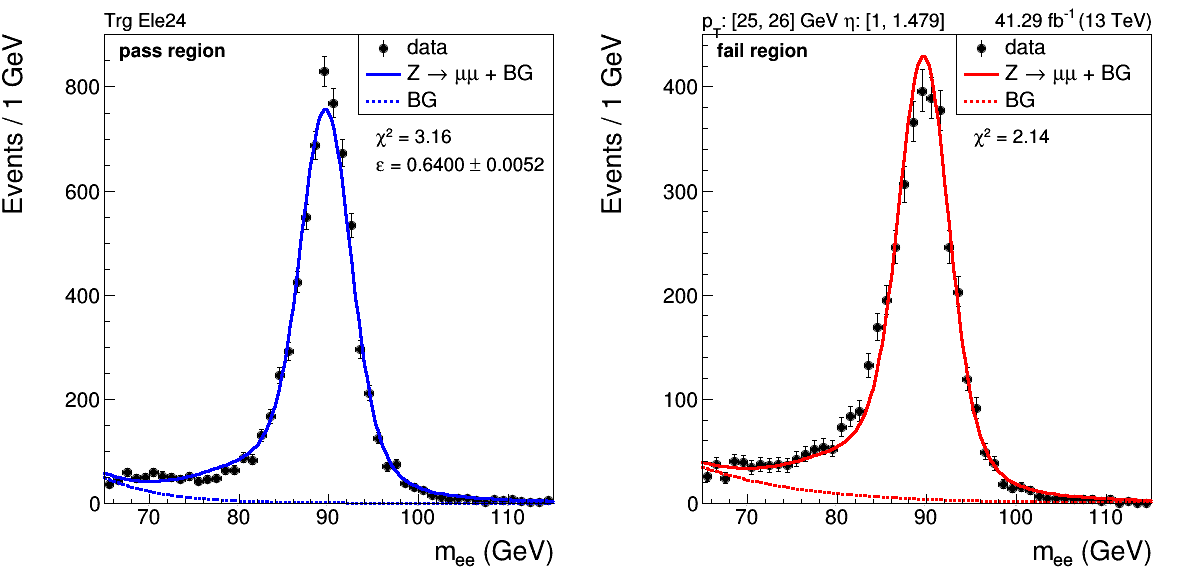 Trg Ele24
pass region
data
Z → μμ + BG
BG
χ² = 3.16
ε = 0.6400 ± 0.0052
Events / 1 GeV
800
600
400
200
0
70 80 90 100 110
m_ee (GeV)
p_T: [25, 26] GeV η: [1, 1.479] 41.29 fb⁻¹ (13 TeV)
fail region
data
Z → μμ + BG
BG
χ² = 2.14
Events / 1 GeV
400
300
200
100
0
70 80 90 100 110
m_ee (GeV)